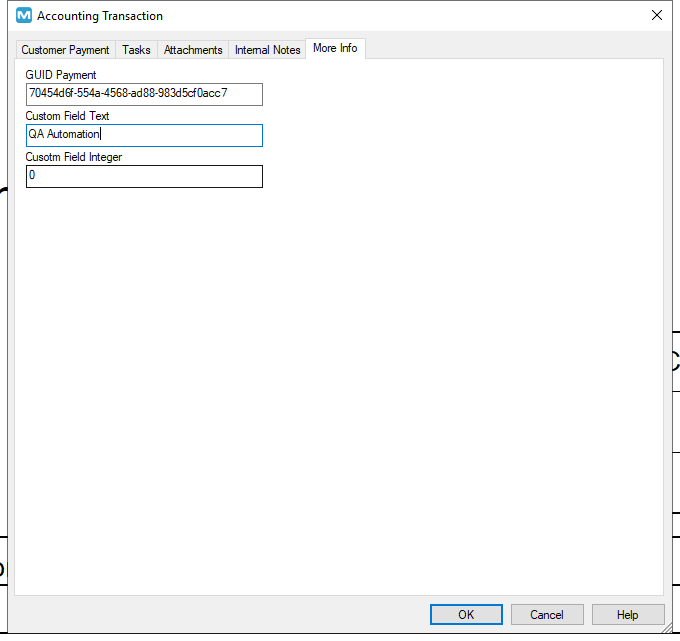 Accounting Transaction
Customer Payment Tasks Attachments Internal Notes More Info
GUID Payment
70454d6f-554a-4568-ad88-983d5cf0acc7
Custom Field Text
QA Automation
Cusotm Field Integer
0
OK Cancel Help